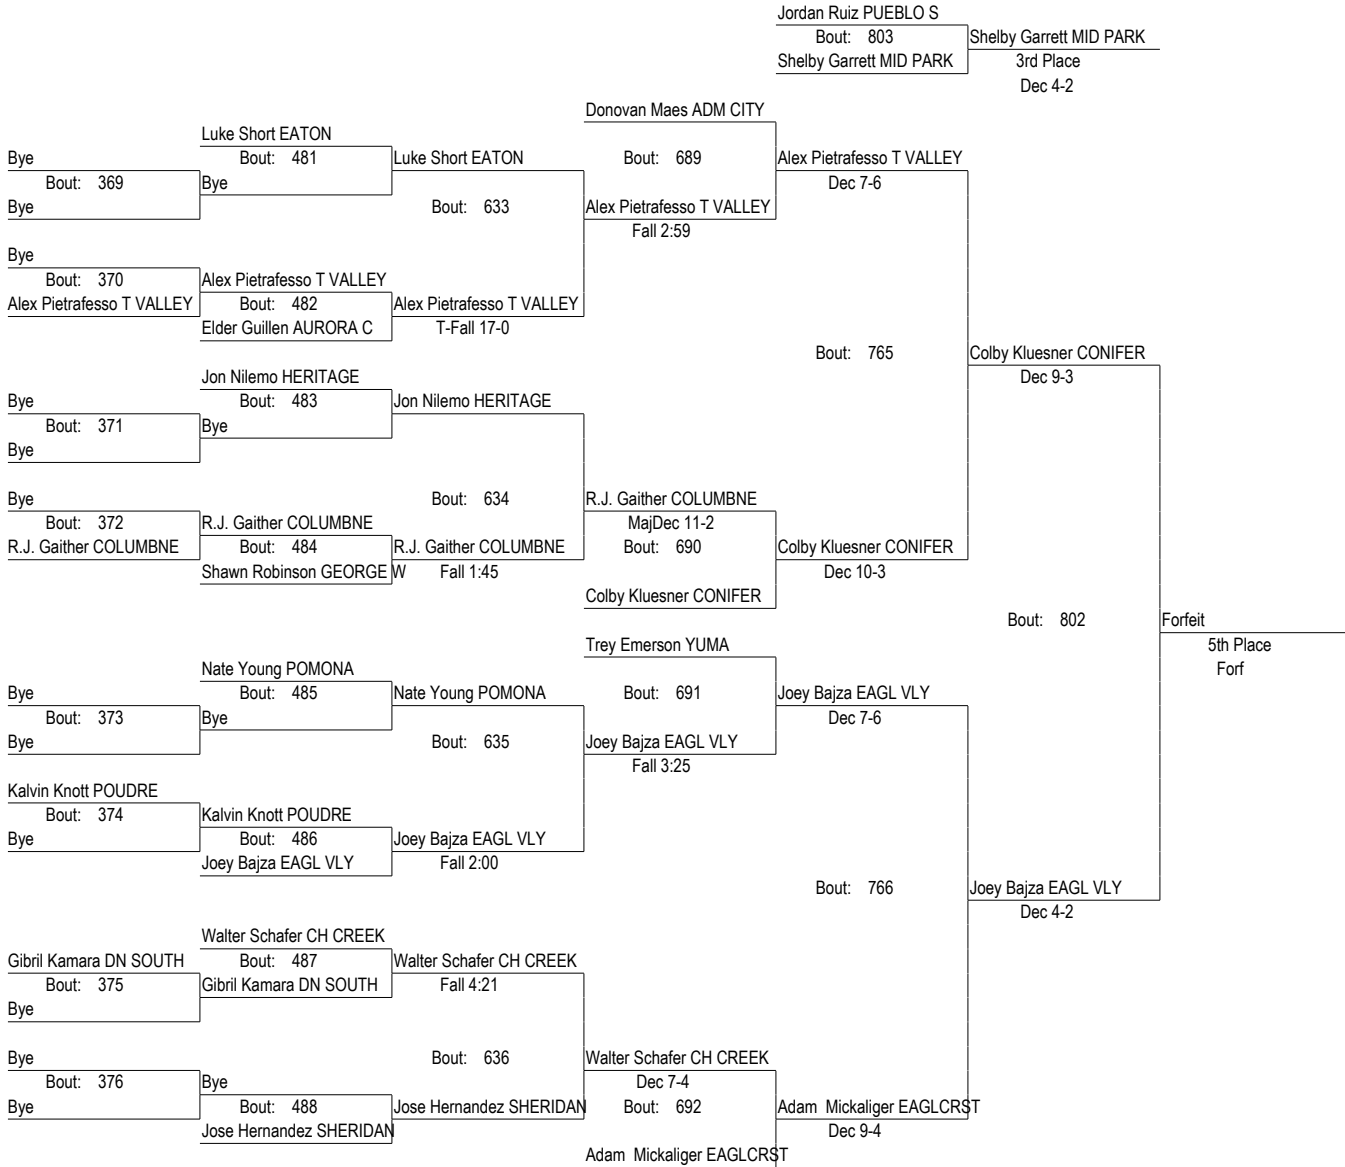 Jordan Ruiz PUEBLO S
Bout: 803
Shelby Garrett MID PARK
Shelby Garrett MID PARK
3rd Place
Dec 4-2
Donovan Maes ADM CITY
Luke Short EATON
Bye
Bout: 481
Luke Short EATON
Bout: 689
Alex Pietrafesso T VALLEY
Bout: 369
Bye
Dec 7-6
Bye
Bout: 633
Alex Pietrafesso T VALLEY
Fall 2:59
Bye
Bout: 370
Alex Pietrafesso T VALLEY
Alex Pietrafesso T VALLEY
Bout: 482
Alex Pietrafesso T VALLEY
Elder Guillen AURORA C
T-Fall 17-0
Bout: 765
Colby Kluesner CONIFER
Dec 9-3
Jon Nilemo HERITAGE
Bye
Bout: 483
Jon Nilemo HERITAGE
Bout: 371
Bye
Bye
Bye
Bout: 634
R.J. Gaither COLUMBNE
Bout: 372
R.J. Gaither COLUMBNE
MajDec 11-2
R.J. Gaither COLUMBNE
Bout: 484
R.J. Gaither COLUMBNE
Bout: 690
Colby Kluesner CONIFER
Shawn Robinson GEORGE W
Fall 1:45
Dec 10-3
Colby Kluesner CONIFER
Bout: 802
Forfeit
5th Place
Forf
Trey Emerson YUMA
Nate Young POMONA
Bye
Bout: 485
Nate Young POMONA
Bout: 691
Joey Bajza EAGL VLY
Bout: 373
Bye
Dec 7-6
Bye
Bout: 635
Joey Bajza EAGL VLY
Fall 3:25
Kalvin Knott POUDRE
Bout: 374
Kalvin Knott POUDRE
Bye
Bout: 486
Joey Bajza EAGL VLY
Joey Bajza EAGL VLY
Fall 2:00
Bout: 766
Joey Bajza EAGL VLY
Dec 4-2
Walter Schafer CH CREEK
Gibril Kamara DN SOUTH
Bout: 487
Walter Schafer CH CREEK
Bout: 375
Gibril Kamara DN SOUTH
Fall 4:21
Bye
Bye
Bout: 636
Walter Schafer CH CREEK
Bout: 376
Bye
Dec 7-4
Bye
Bout: 488
Jose Hernandez SHERIDAN
Bout: 692
Adam Mickaliger EAGLCRST
Jose Hernandez SHERIDAN
Dec 9-4
Adam Mickaliger EAGLCRST